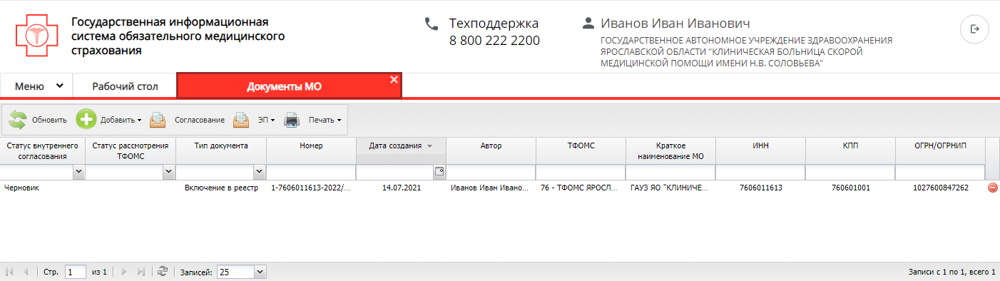 Государственная информационная
система обязательного медицинского
страхования
Техподдержка
8 800 222 2200
Иванов Иван Иванович
ГОСУДАРСТВЕННОЕ АВТОНОМНОЕ УЧРЕЖДЕНИЕ ЗДРАВООХРАНЕНИЯ
ЯРОСЛАВСКОЙ ОБЛАСТИ "КЛИНИЧЕСКАЯ БОЛЬНИЦА СКОРОЙ
МЕДИЦИНСКОЙ ПОМОЩИ ИМЕНИ Н.В. СОЛОВЬЕВА"
Меню Рабочий стол Документы МО
Обновить Добавить Согласование ЭП Печать
Статус внутреннего согласования Статус рассмотрения ТФОМС Тип документа Номер Дата создания Автор ТФОМС Краткое наименование МО ИНН КПП ОГРН/ОГРНИП
Черновик Включение в реестр 1-7606011613-2022/... 14.07.2021 Иванов Иван Ивано... 76 - ТФОМС ЯРОСЛ... ГАУЗ ЯО "КЛИНИЧЕ... 7606011613 760601001 1027600847262
Стр. 1 из 1 Записей: 25 Записи с 1 по 1, всего 1